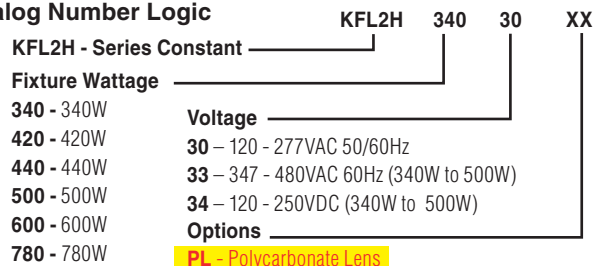 alog Number Logic
KFL2H 340 30 XX
KFL2H - Series Constant
Fixture Wattage
340 - 340W
420 - 420W
440 - 440W
500 - 500W
600 - 600W
780 - 780W
Voltage
30 – 120 - 277VAC 50/60Hz
33 – 347 - 480VAC 60Hz (340W to 500W)
34 – 120 - 250VDC (340W to 500W)
Options
PL - Polycarbonate Lens